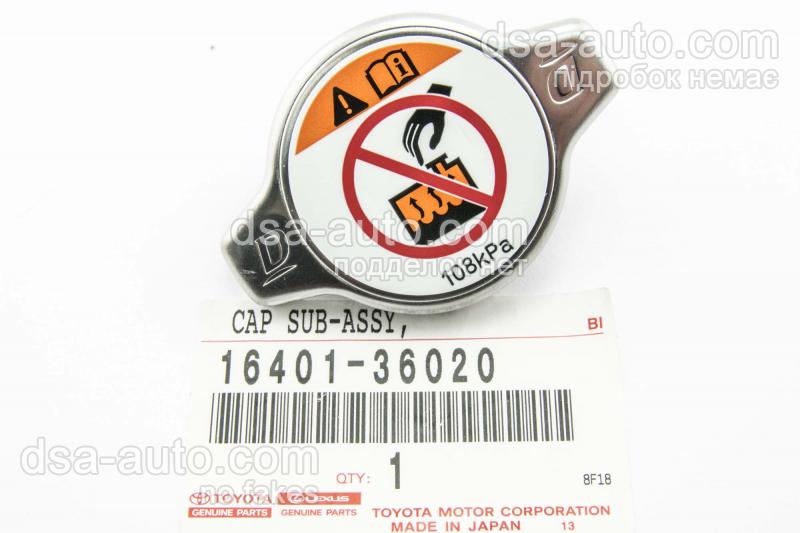 dsa-auto.com
підробок немає
D
D
dsa-auto.com
подделок нет
108kPa
CAP SUB-ASSY,
BI
16401-36020
dsa-auto.com
no fakes
QTY: 1
8F18
TOYOTA LEXUS
GENUINE PARTS GENUINE PARTS
TOYOTA MOTOR CORPORATION
MADE IN JAPAN 13